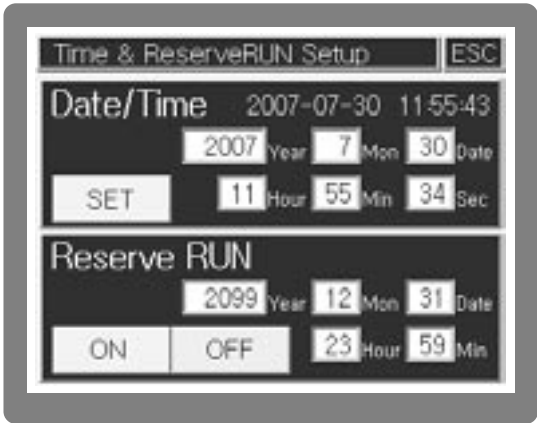 Time & ReserveRUN Setup ESC
Date/Time 2007-07-30 11:55:43
2007 Year 7 Mon 30 Date
SET 11 Hour 55 Min 34 Sec
Reserve RUN
2099 Year 12 Mon 31 Date
ON OFF 23 Hour 59 Min